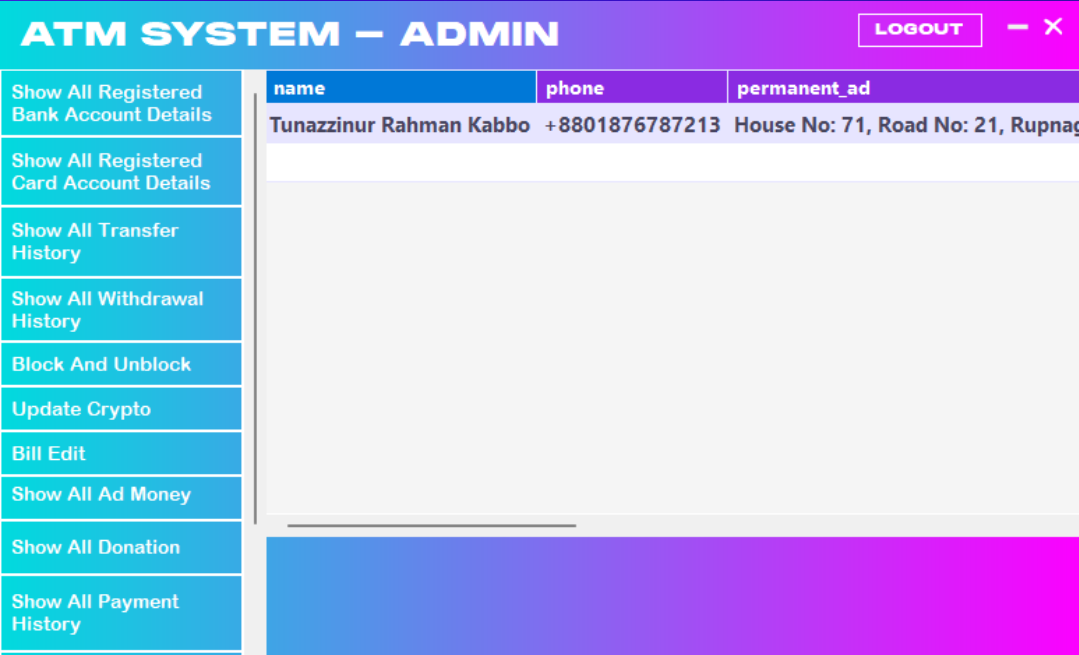 ATM SYSTEM – ADMIN
LOGOUT
Show All Registered
Bank Account Details
Show All Registered
Card Account Details
Show All Transfer
History
Show All Withdrawal
History
Block And Unblock
Update Crypto
Bill Edit
Show All Ad Money
Show All Donation
Show All Payment
History
name phone permanent_ad
Tunazzinur Rahman Kabbo +8801876787213 House No: 71, Road No: 21, Rupnag